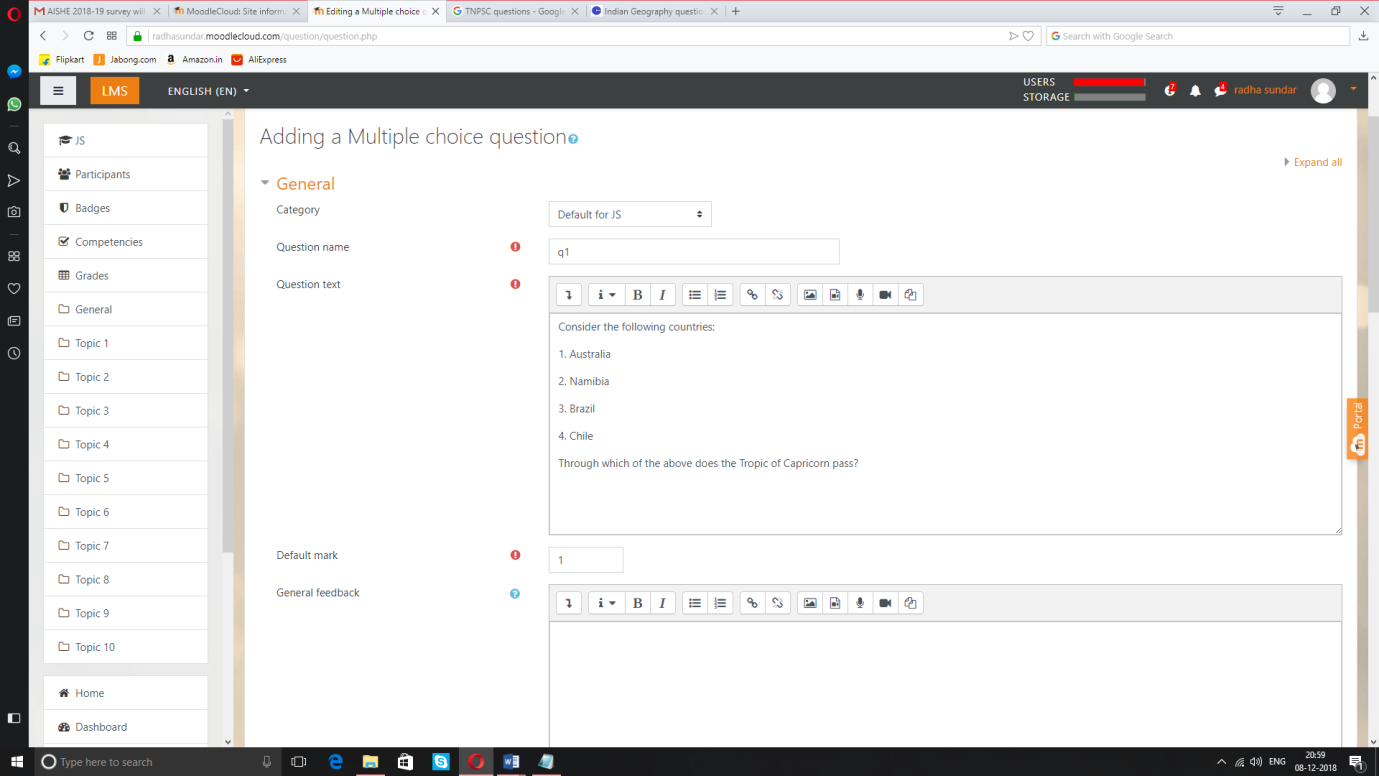 AISHE 2018-19 survey will
MoodleCloud: Site inform
Editing a Multiple choice
TNPSC questions - Google
Indian Geography questio
radhasundar.moodlecloud.com/question/question.php
Search with Google Search
Flipkart
Jabong.com
Amazon.in
AliExpress
LMS
ENGLISH (EN)
USERS
STORAGE
7
4
radha sundar
JS
Participants
Badges
Competencies
Grades
General
Topic 1
Topic 2
Topic 3
Topic 4
Topic 5
Topic 6
Topic 7
Topic 8
Topic 9
Topic 10
Home
Dashboard
Adding a Multiple choice question
Expand all
General
Category
Default for JS
Question name
q1
Question text
Consider the following countries:
1. Australia
2. Namibia
3. Brazil
4. Chile
Through which of the above does the Tropic of Capricorn pass?
Default mark
1
General feedback
Portal
Type here to search
ENG
20:59
08-12-2018
1